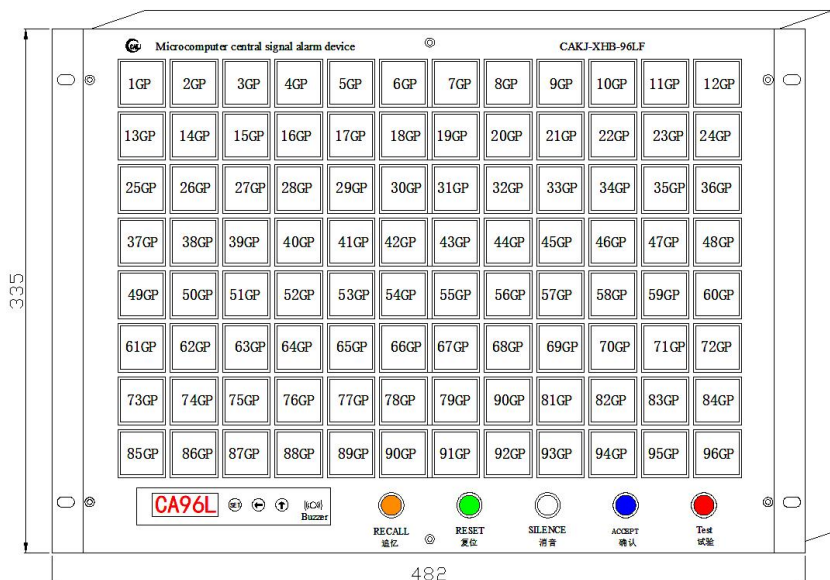 CAKJ Microcomputer central signal alarm device CAKJ-XHB-96LF
1GP 2GP 3GP 4GP 5GP 6GP 7GP 8GP 9GP 10GP 11GP 12GP
13GP 14GP 15GP 16GP 17GP 18GP 19GP 20GP 21GP 22GP 23GP 24GP
25GP 26GP 27GP 28GP 29GP 30GP 31GP 32GP 33GP 34GP 35GP 36GP
37GP 38GP 39GP 40GP 41GP 42GP 43GP 44GP 45GP 46GP 47GP 48GP
49GP 50GP 51GP 52GP 53GP 54GP 55GP 56GP 57GP 58GP 59GP 60GP
61GP 62GP 63GP 64GP 65GP 66GP 67GP 68GP 69GP 70GP 71GP 72GP
73GP 74GP 75GP 76GP 77GP 78GP 79GP 90GP 81GP 82GP 83GP 84GP
85GP 86GP 87GP 88GP 89GP 90GP 91GP 92GP 93GP 94GP 95GP 96GP
CA96L SET Buzzer
RECALL RESET SILENCE ACCEPT Test
追忆 复位 消音 确认 试验
335
482